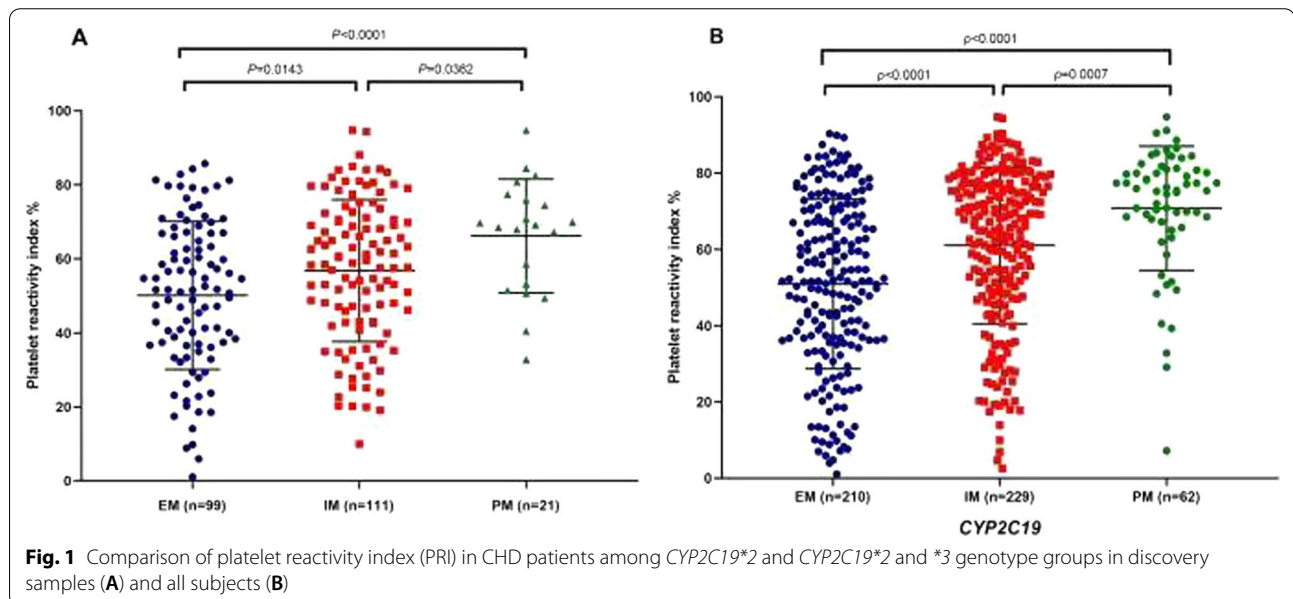 A
P<0.0001
P=0.0143
P=0.0362
Platelet reactivity index %
100
80
60
40
20
0
EM (n=99)
IM (n=111)
PM (n=21)
B
ρ<0.0001
ρ<0.0001
ρ=0.0007
Platelet reactivity index %
100
80
60
40
20
0
EM (n=210)
IM (n=229)
PM (n=62)
CYP2C19
Fig. 1 Comparison of platelet reactivity index (PRI) in CHD patients among CYP2C19*2 and CYP2C19*2 and *3 genotype groups in discovery
samples (A) and all subjects (B)